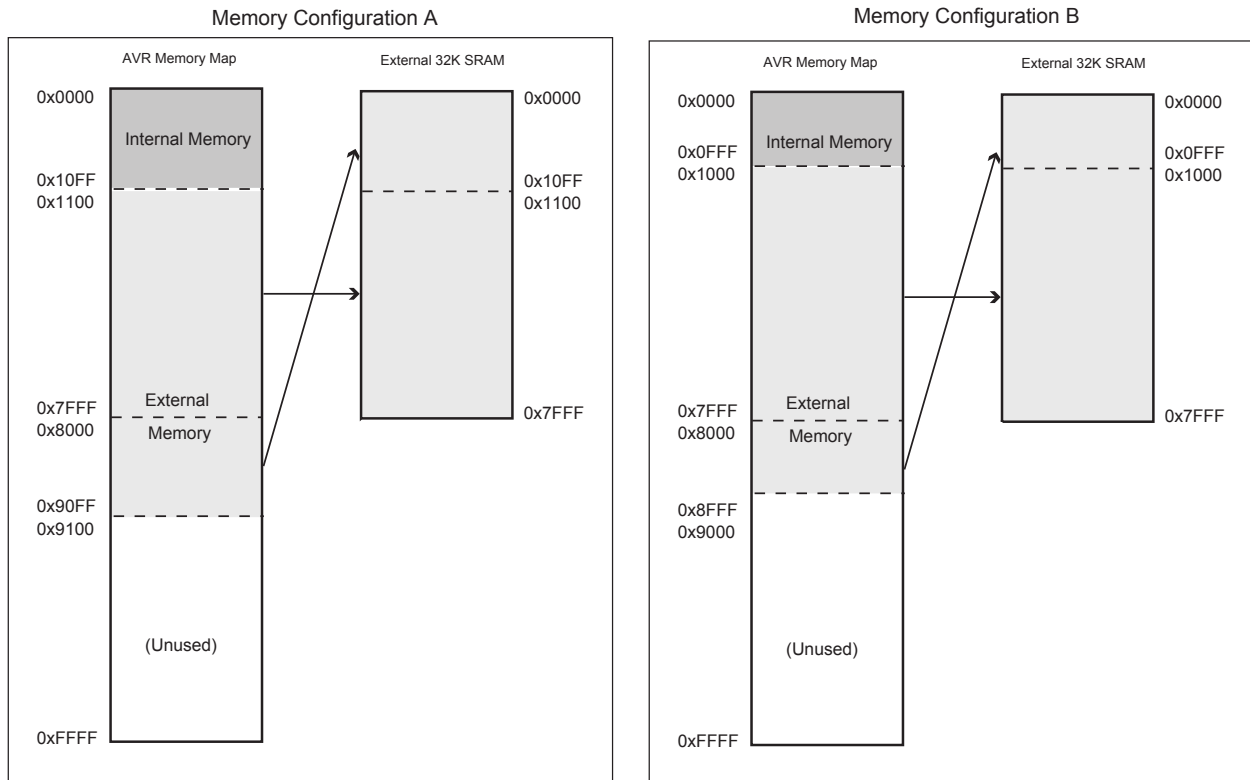 Memory Configuration A
AVR Memory Map
External 32K SRAM
0x0000
Internal Memory
0x10FF
0x1100
0x7FFF
0x8000
External
Memory
0x90FF
0x9100
(Unused)
0xFFFF
0x0000
0x10FF
0x1100
0x7FFF
Memory Configuration B
AVR Memory Map
External 32K SRAM
0x0000
Internal Memory
0x0FFF
0x1000
0x7FFF
0x8000
External
Memory
0x8FFF
0x9000
(Unused)
0xFFFF
0x0000
0x0FFF
0x1000
0x7FFF